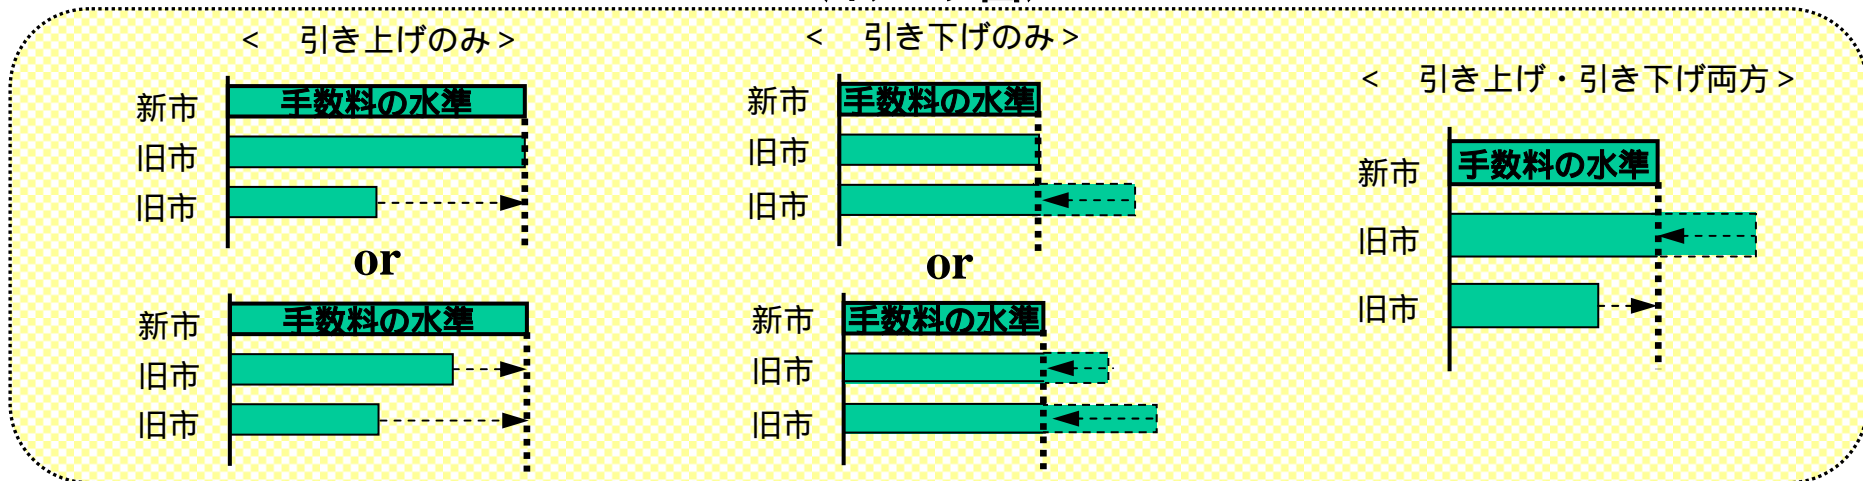 < 引き上げのみ>
新市 手数料の水準
旧市
旧市
or
新市 手数料の水準
旧市
旧市
< 引き下げのみ>
新市 手数料の水準
旧市
旧市
or
新市 手数料の水準
旧市
旧市
< 引き上げ・引き下げ両方>
新市 手数料の水準
旧市
旧市